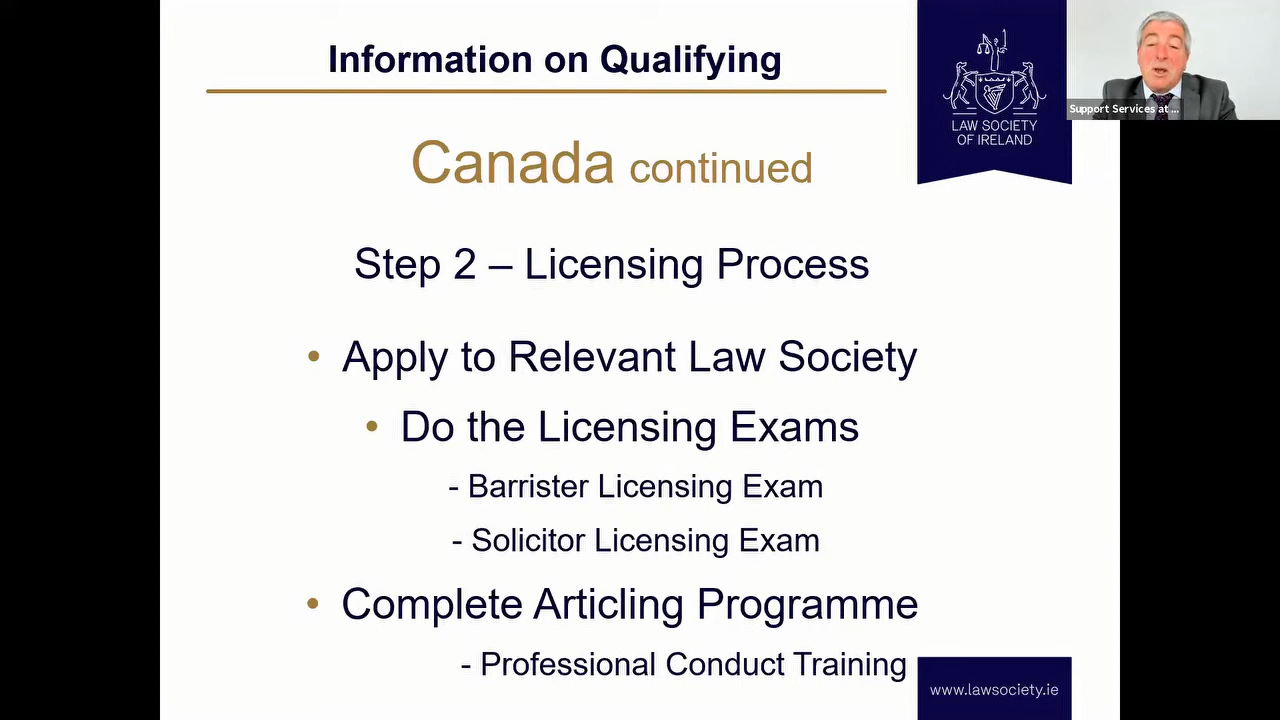 Information on Qualifying
LAW SOCIETY
OF IRELAND
Support Services at ...
Canada continued
Step 2 – Licensing Process
• Apply to Relevant Law Society
• Do the Licensing Exams
- Barrister Licensing Exam
- Solicitor Licensing Exam
• Complete Articling Programme
- Professional Conduct Training
www.lawsociety.ie